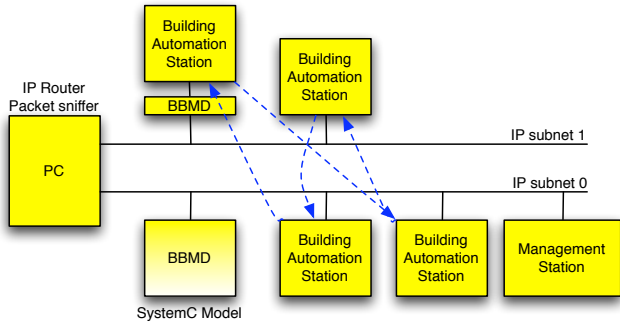 Building
Automation
Station
BBMD
Building
Automation
Station
IP Router
Packet sniffer
PC
IP subnet 1
IP subnet 0
BBMD
SystemC Model
Building
Automation
Station
Building
Automation
Station
Management
Station